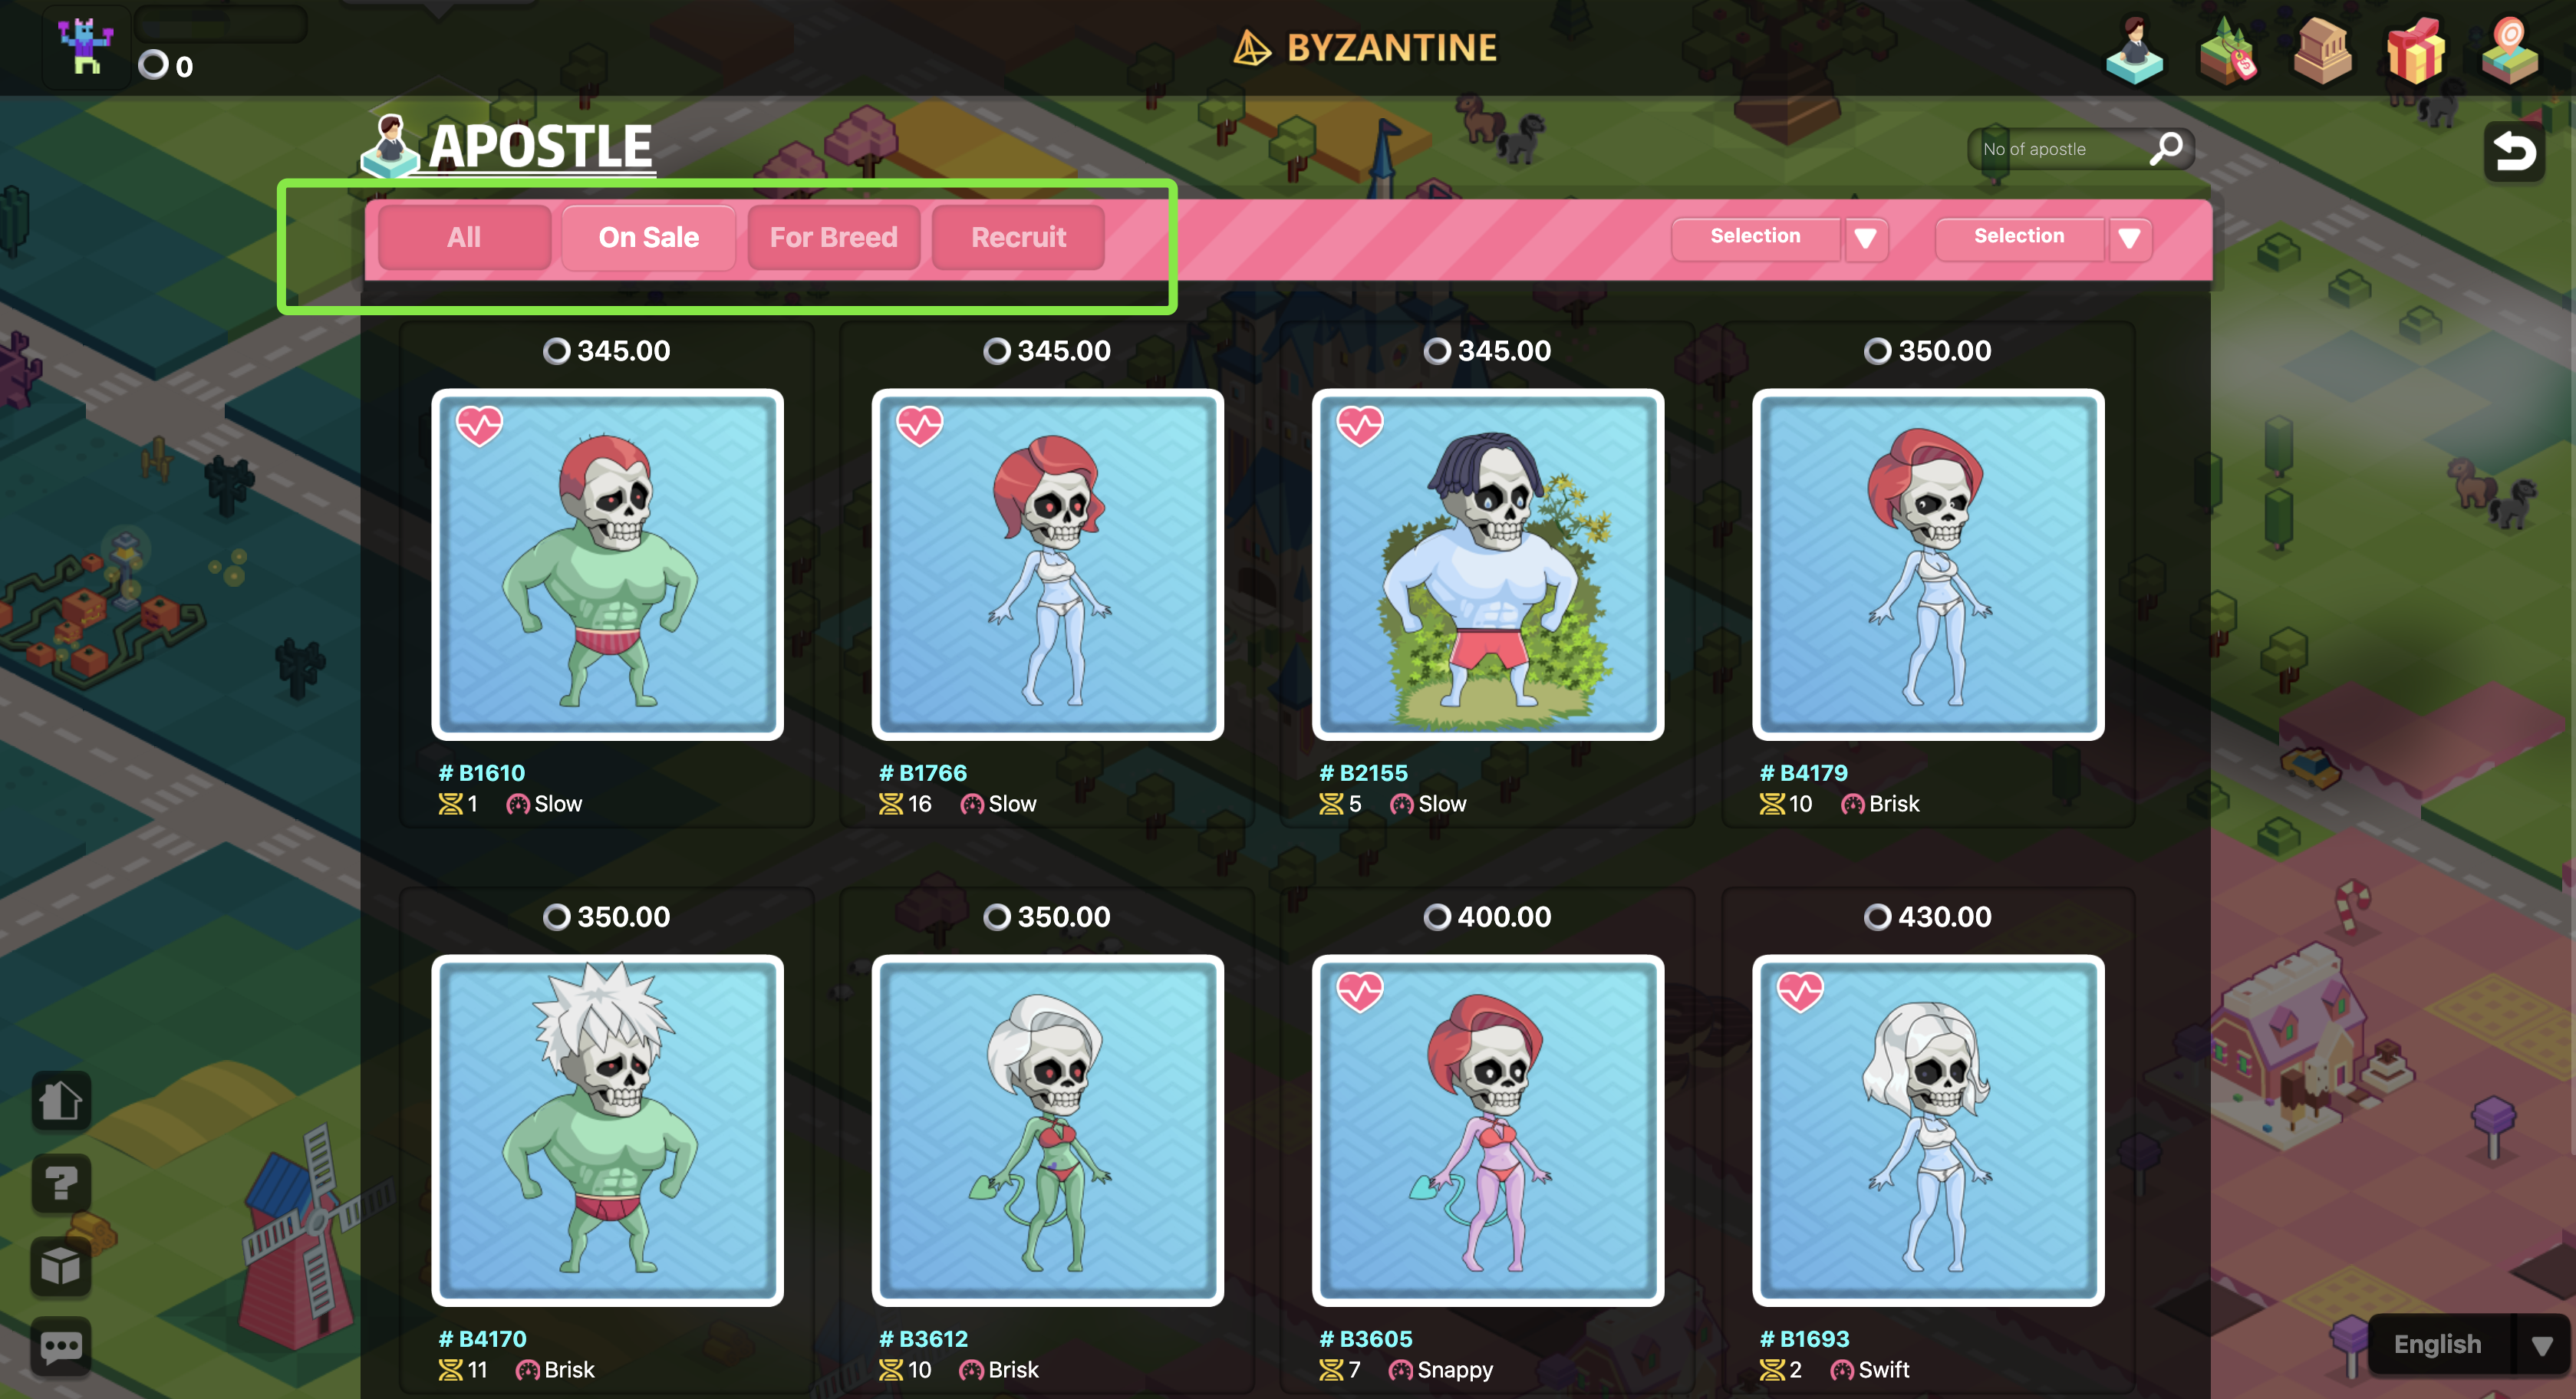 0
BYZANTINE
APOSTLE
No of apostle
All On Sale For Breed Recruit Selection Selection
345.00 345.00 345.00 350.00
# B1610 # B1766 # B2155 # B4179
1 Slow 16 Slow 5 Slow 10 Brisk
350.00 350.00 400.00 430.00
# B4170 # B3612 # B3605 # B1693
11 Brisk 10 Brisk 7 Snappy 2 Swift
English